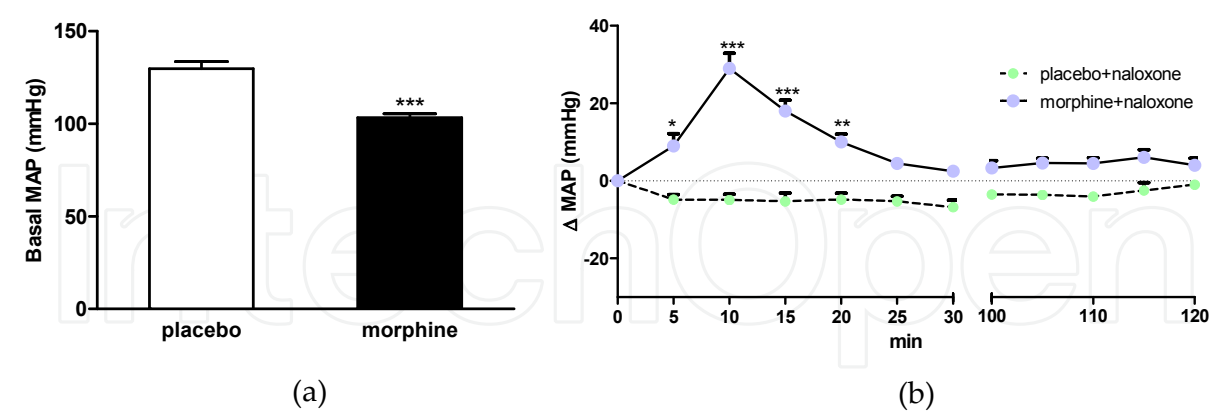 150
100
50
0
Basal MAP (mmHg)
***
placebo
morphine
(a)
40
20
0
-20
Δ MAP (mmHg)
*
***
***
**
placebo+naloxone
morphine+naloxone
0 5 10 15 20 25 30 100 110 120
min
(b)
IntechOpen